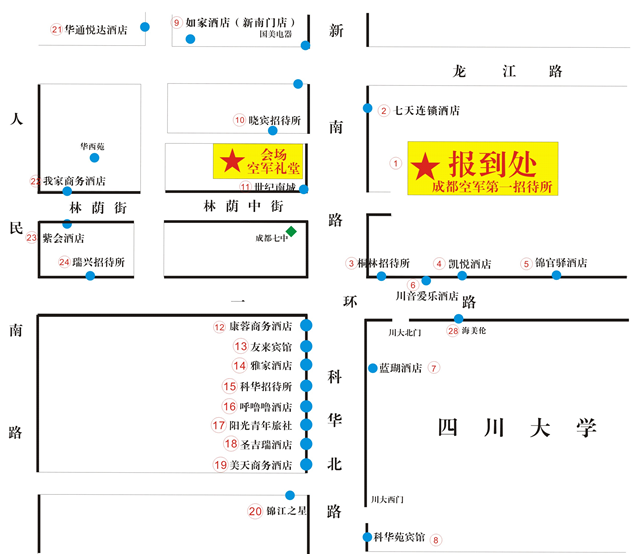 21 华通悦达酒店
9 如家酒店（新南门店）
国美电器
新南路
龙江路
人民南路
10 晓宾招待所
2 七天连锁酒店
华西苑
会场
空军礼堂
1
报到处
成都空军第一招待所
22 我家商务酒店
11 世纪南城
林荫街
林荫中街
23 紫会酒店
成都七中
24 瑞兴招待所
3 桐林招待所
4 凯悦酒店
5 锦官驿酒店
6
川音爱乐酒店
一环路
12 康蓉商务酒店
川大北门
28 海美伦
13 友来宾馆
14 雅家酒店
蓝瑚酒店 7
15 科华招待所
科华北路
16 呼噜噜酒店
17 阳光青年旅社
四川大学
18 圣吉瑞酒店
19 美天商务酒店
川大西门
20 锦江之星
科华苑宾馆 8